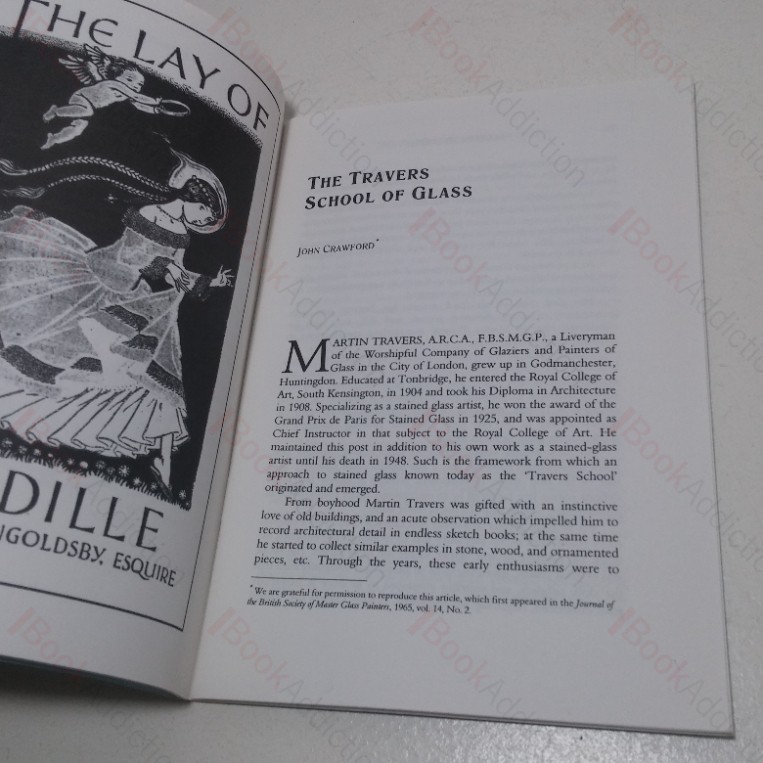 THE LAY OF
DILLE
NGOLDSBY, ESQUIRE
THE TRAVERS
SCHOOL OF GLASS
JOHN CRAWFORD*
MARTIN TRAVERS, A.R.C.A., F.B.S.M.G.P., a Liveryman
of the Worshipful Company of Glaziers and Painters of
Glass in the City of London, grew up in Godmanchester,
Huntingdon. Educated at Tonbridge, he entered the Royal College of
Art, South Kensington, in 1904 and took his Diploma in Architecture
in 1908. Specializing as a stained glass artist, he won the award of the
Grand Prix de Paris for Stained Glass in 1925, and was appointed as
Chief Instructor in that subject to the Royal College of Art. He
maintained this post in addition to his own work as a stained-glass
artist until his death in 1948. Such is the framework from which an
approach to stained glass known today as the 'Travers School'
originated and emerged.
From boyhood Martin Travers was gifted with an instinctive
love of old buildings, and an acute observation which impelled him to
record architectural detail in endless sketch books; at the same time
he started to collect similar examples in stone, wood, and ornamented
pieces, etc. Through the years, these early enthusiasms were to
* We are grateful for permission to reproduce this article, which first appeared in the Journal of
the British Society of Master Glass Painters, 1965, vol. 14, No. 2.
BookAddiction